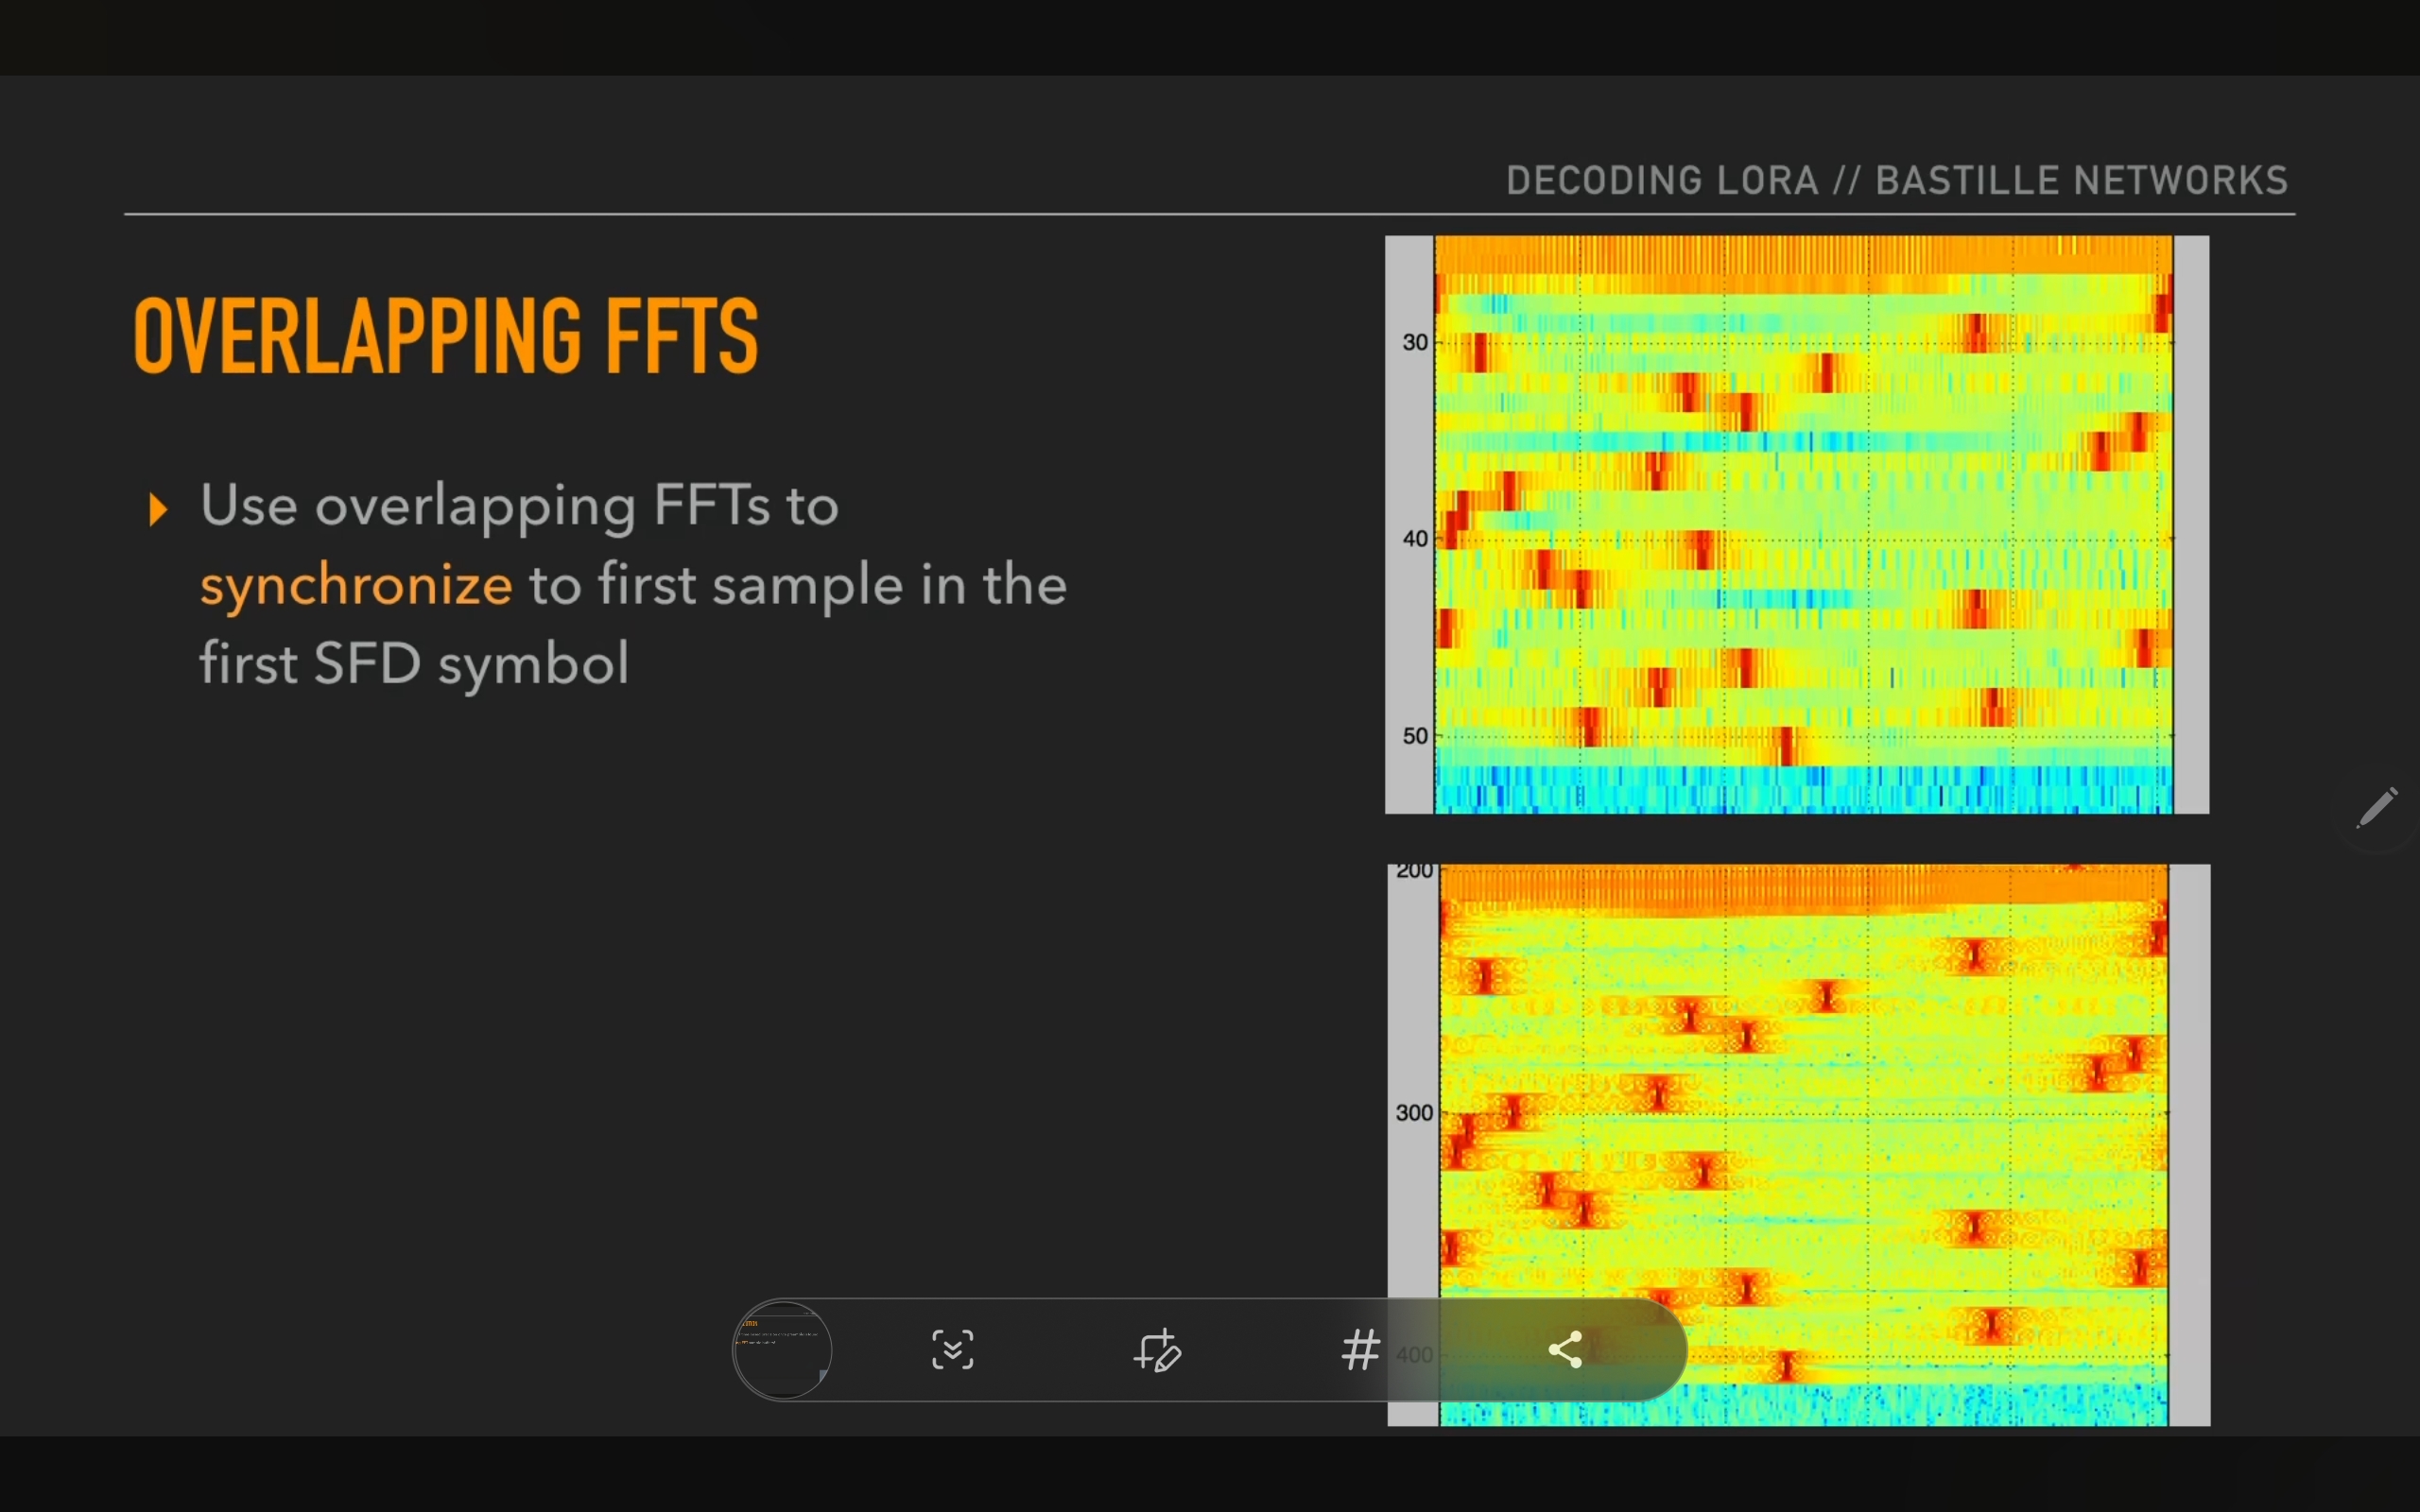 DECODING LORA // BASTILLE NETWORKS
OVERLAPPING FFTS
Use overlapping FFTs to
synchronize to first sample in the
first SFD symbol
30
40
50
200
300
400